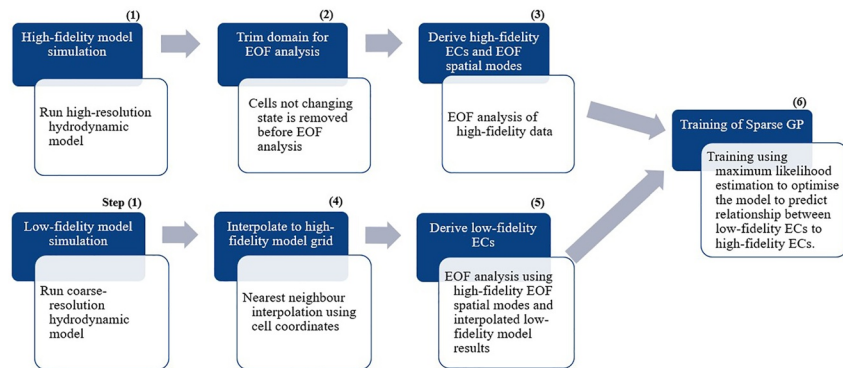 (1)
High-fidelity model
simulation
Run high-resolution
hydrodynamic
model
(2)
Trim domain for
EOF analysis
Cells not changing
state is removed
before EOF
analysis
(3)
Derive high-fidelity
ECs and EOF
spatial modes
EOF analysis of
high-fidelity data
Step (1)
Low-fidelity model
simulation
Run coarse-
resolution
hydrodynamic
model
(4)
Interpolate to high-
fidelity model grid
Nearest neighbour
interpolation using
cell coordinates
(5)
Derive low-fidelity
ECs
EOF analysis using
high-fidelity EOF
spatial modes and
interpolated low-
fidelity model
results
(6)
Training of Sparse GP
Training using
maximum likelihood
estimation to optimise
the model to predict
relationship between
low-fidelity ECs to
high-fidelity ECs.